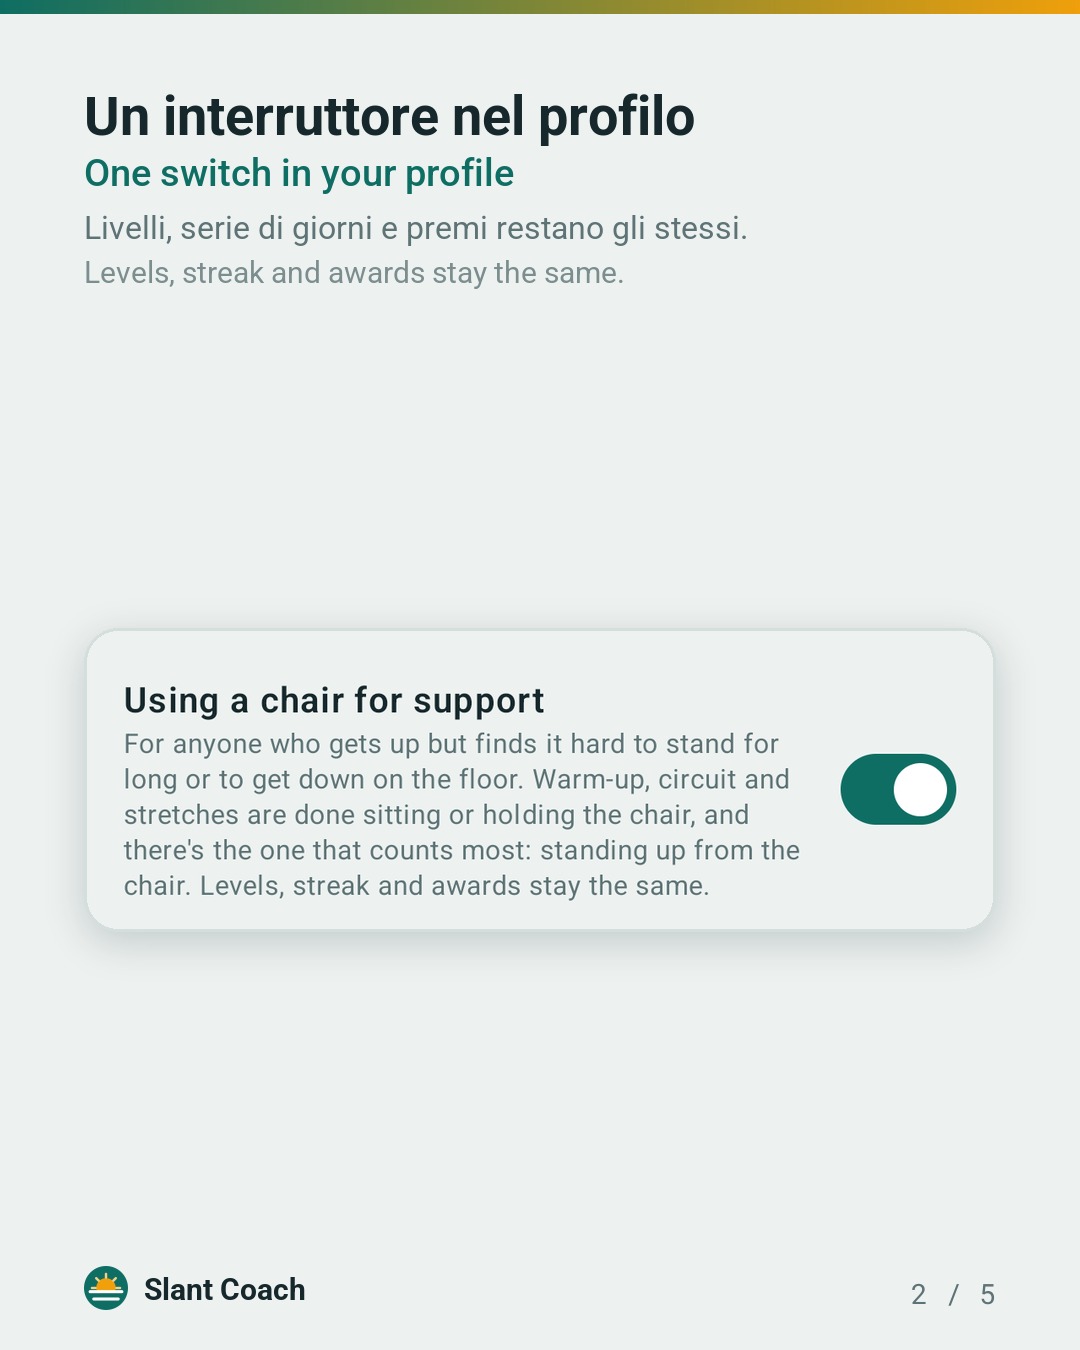 Un interruttore nel profilo
One switch in your profile
Livelli, serie di giorni e premi restano gli stessi.
Levels, streak and awards stay the same.
Using a chair for support
For anyone who gets up but finds it hard to stand for
long or to get down on the floor. Warm-up, circuit and
stretches are done sitting or holding the chair, and
there's the one that counts most: standing up from the
chair. Levels, streak and awards stay the same.
Slant Coach
2 / 5